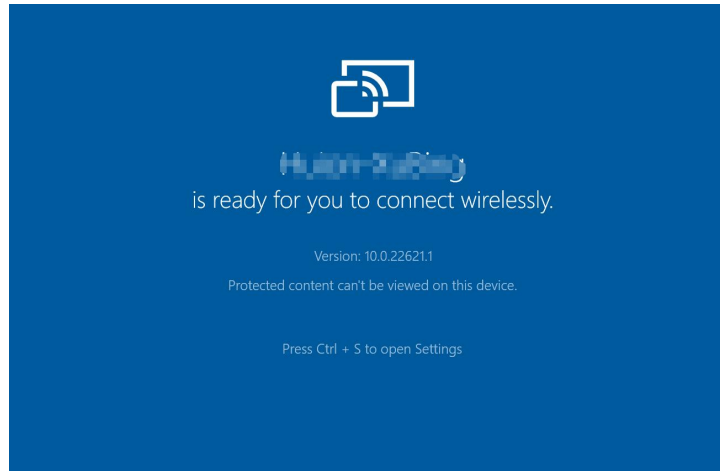 is ready for you to connect wirelessly.
Version: 10.0.22621.1
Protected content can't be viewed on this device.
Press Ctrl + S to open Settings